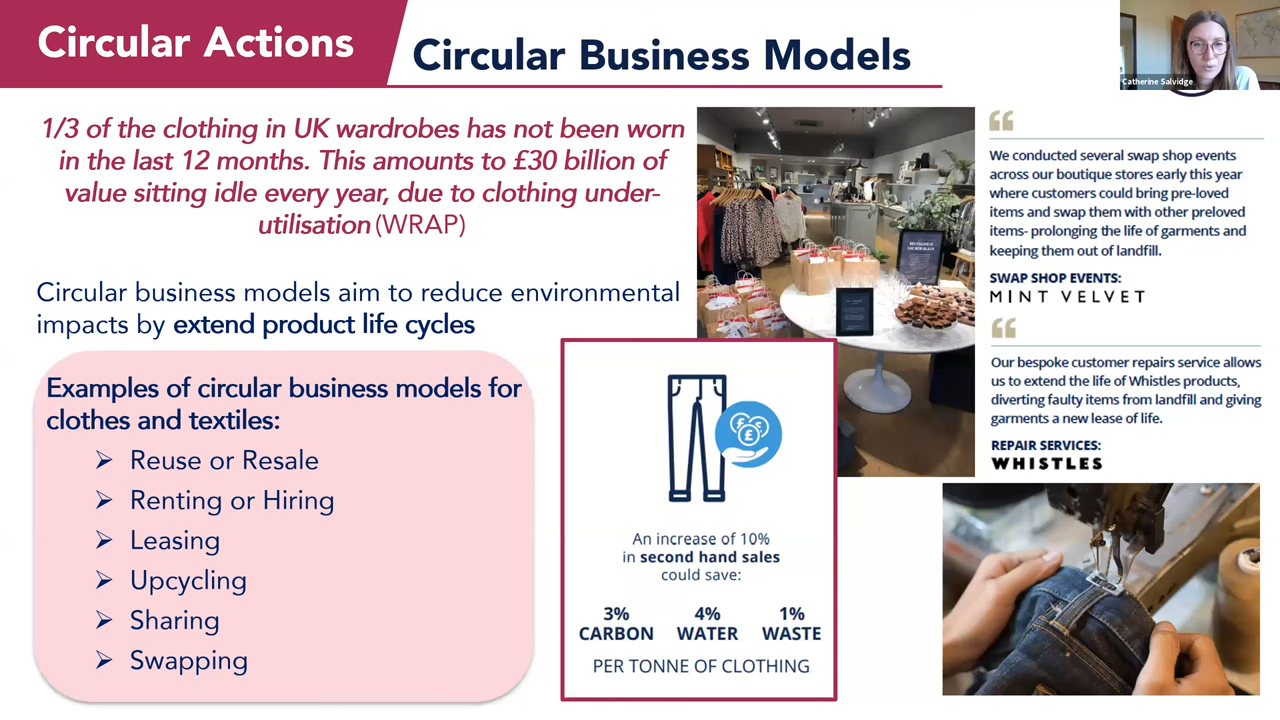 Circular Actions
Circular Business Models
Catherine Salvidge
1/3 of the clothing in UK wardrobes has not been worn
in the last 12 months. This amounts to £30 billion of
value sitting idle every year, due to clothing under-
utilisation (WRAP)
Circular business models aim to reduce environmental
impacts by extend product life cycles
Examples of circular business models for
clothes and textiles:
➢ Reuse or Resale
➢ Renting or Hiring
➢ Leasing
➢ Upcycling
➢ Sharing
➢ Swapping
An increase of 10%
in second hand sales
could save:
3% 4% 1%
CARBON WATER WASTE
PER TONNE OF CLOTHING
“
We conducted several swap shop events
across our boutique stores early this year
where customers could bring pre-loved
items and swap them with other preloved
items- prolonging the life of garments and
keeping them out of landfill.
SWAP SHOP EVENTS:
MINT VELVET
“
Our bespoke customer repairs service allows
us to extend the life of Whistles products,
diverting faulty items from landfill and giving
garments a new lease of life.
REPAIR SERVICES:
WHISTLES